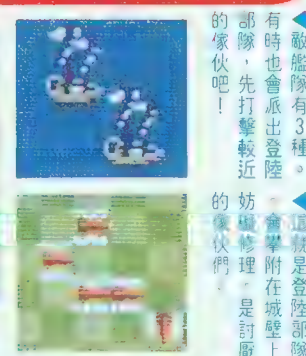 敵艦隊有3種。
有時也會派出登陸
部隊，先打擊較近
的傢伙吧！
是登陸部隊
。會攀附在城壁上
妨礙修理，是討厭
的傢伙們。